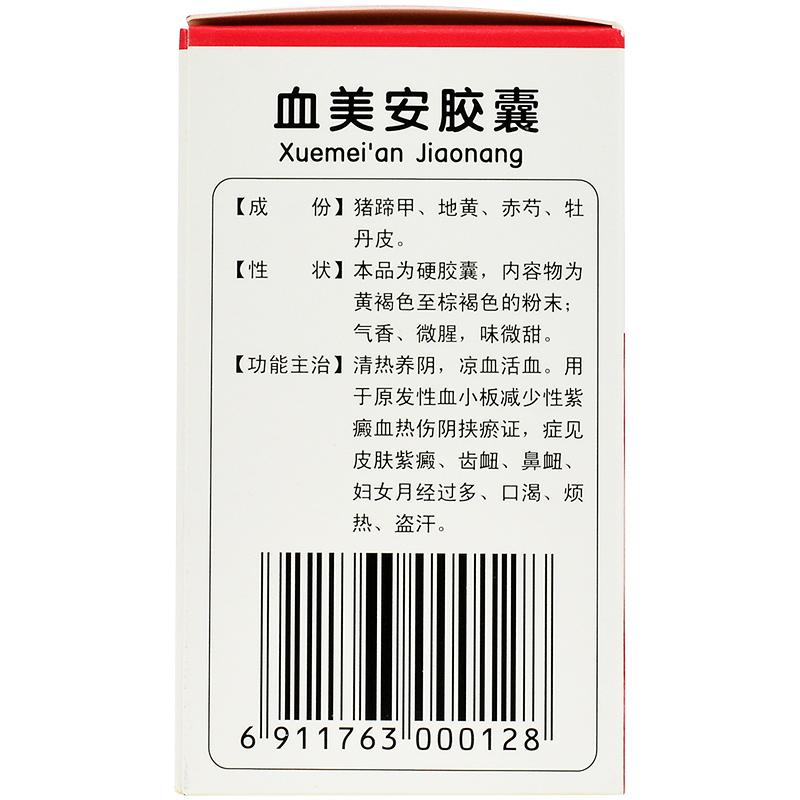 血美安胶囊
Xuemei'an Jiaonang
【成　　份】猪蹄甲、地黄、赤芍、牡
丹皮。
【性　　状】本品为硬胶囊，内容物为
黄褐色至棕褐色的粉末；
气香、微腥，味微甜。
【功能主治】清热养阴，凉血活血。用
于原发性血小板减少性紫
癜血热伤阴挟瘀证，症见
皮肤紫癜、齿衄、鼻衄、
妇女月经过多、口渴、烦
热、盗汗。
6 911763 000128